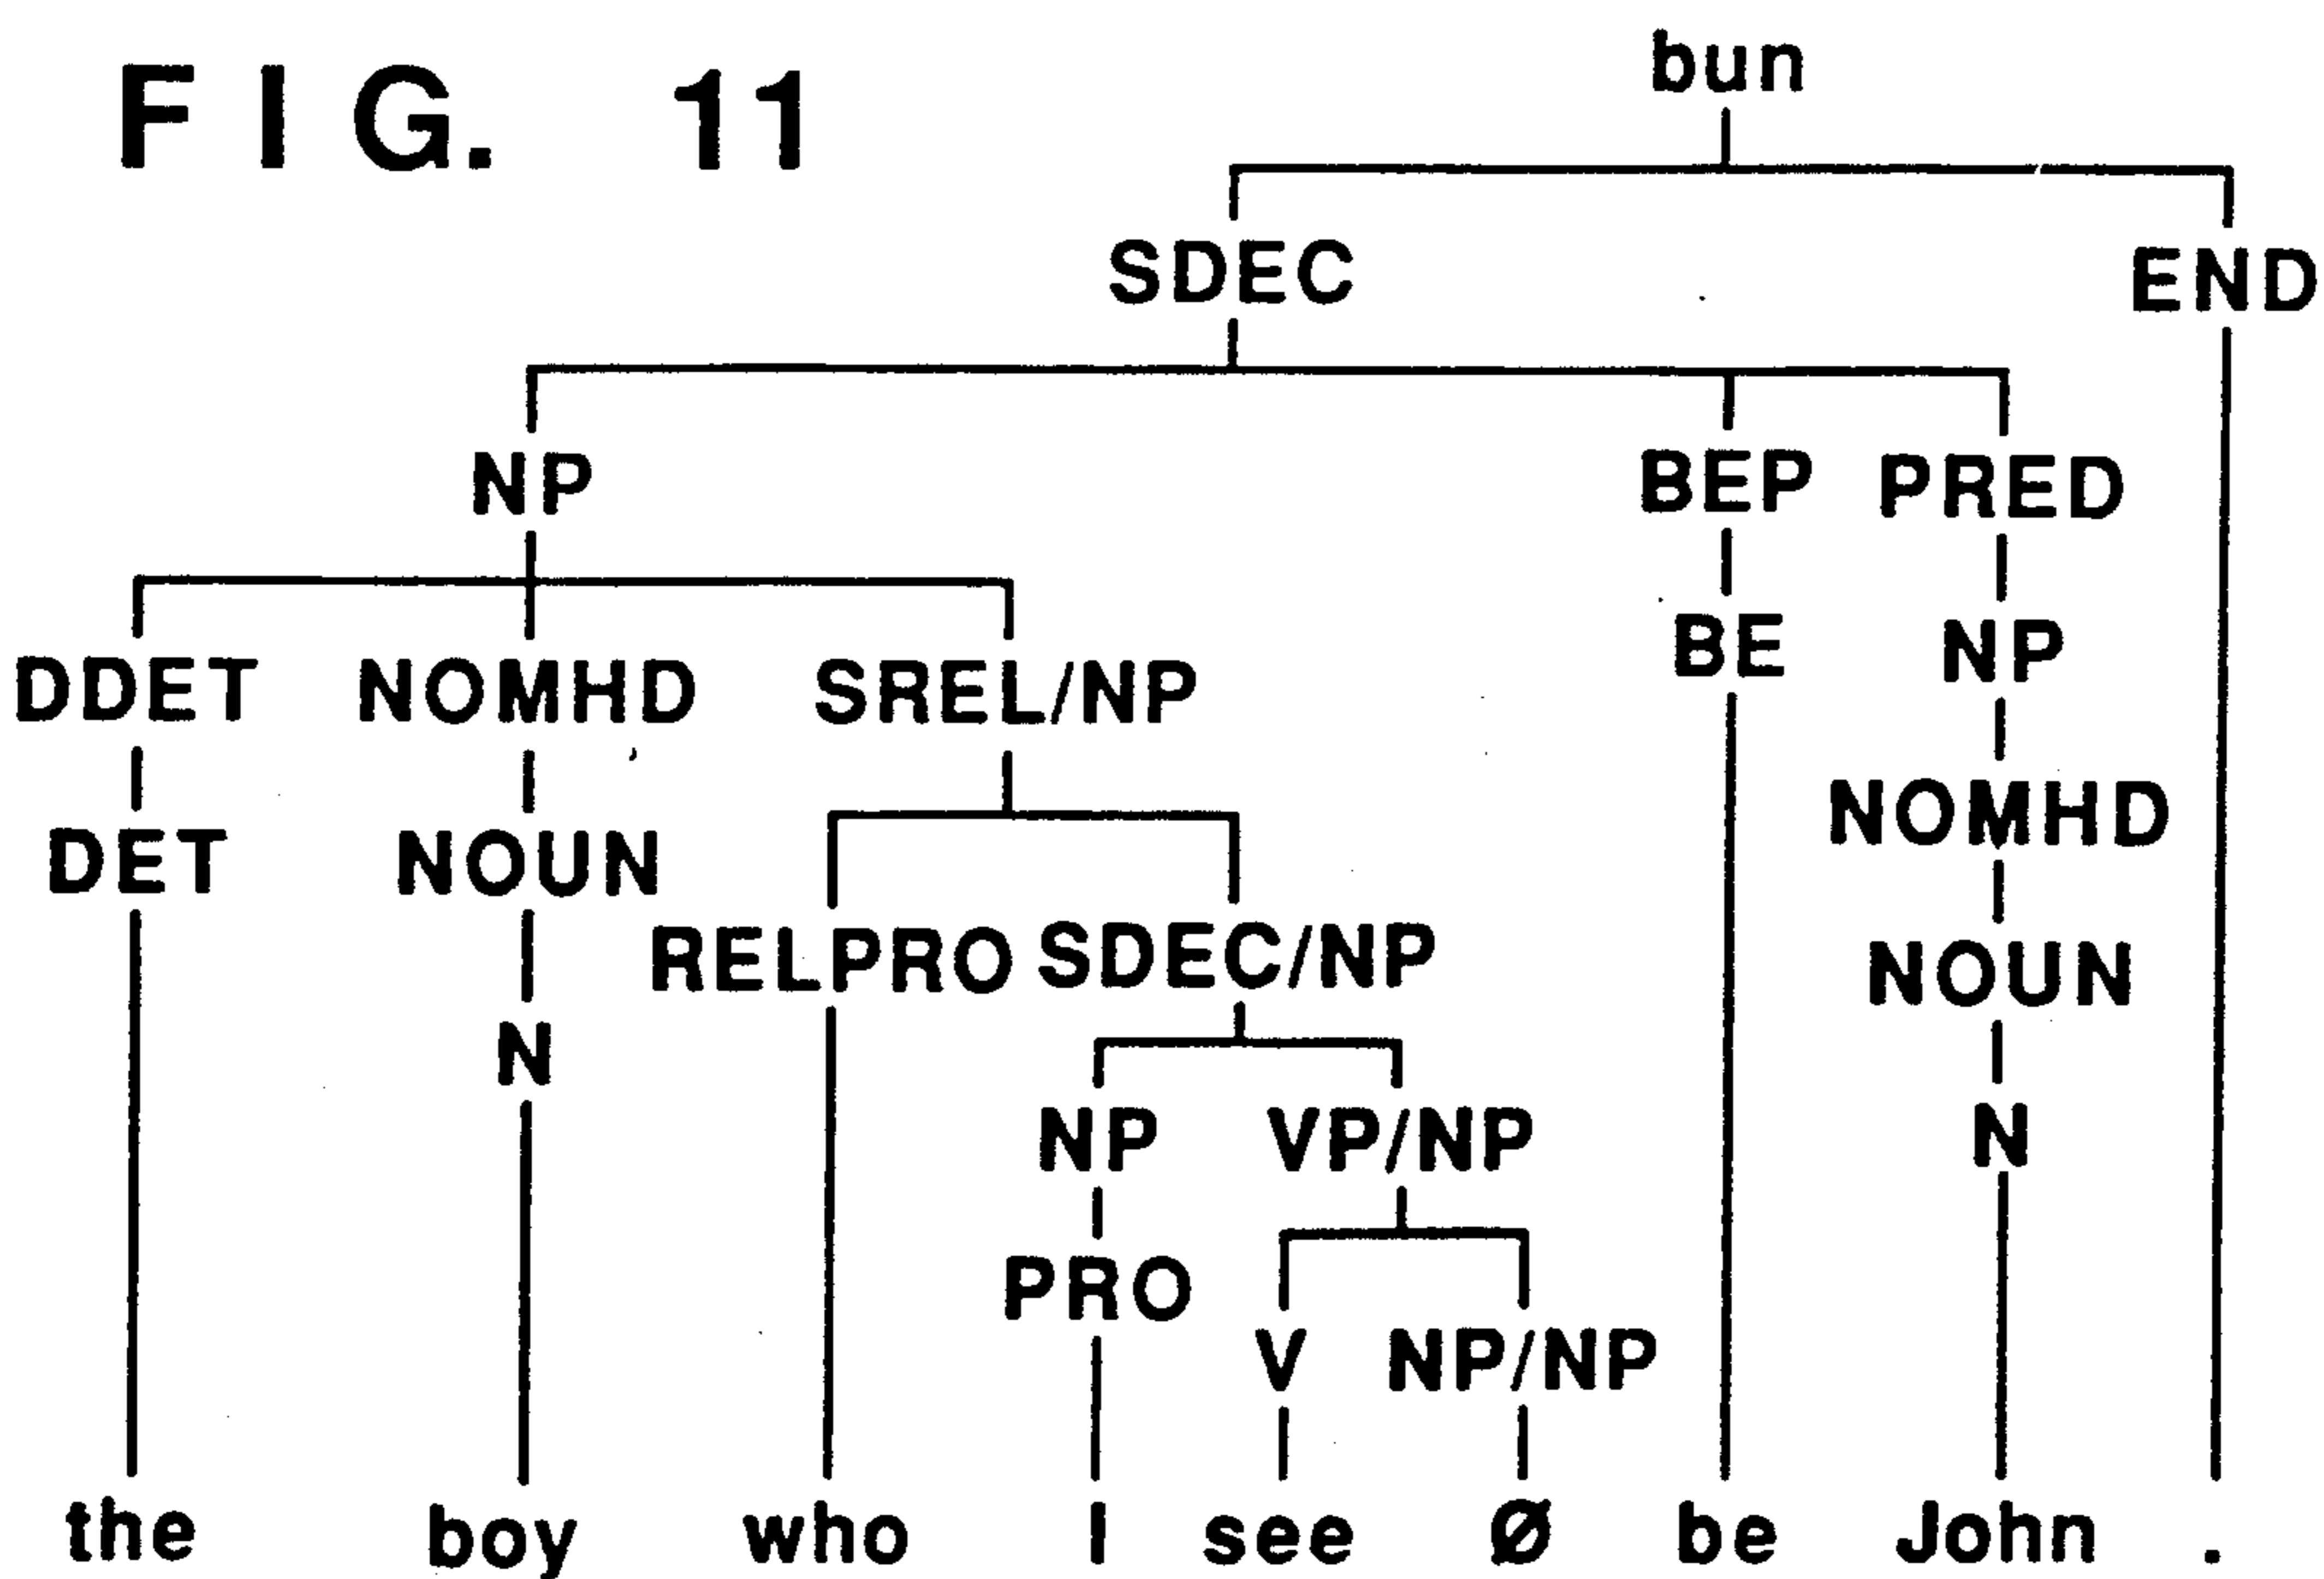 FIG. 11
bun
SDEC END
NP BEP PRED
BE NP
DDET NOMHD SREL/NP
NOMHD
DET NOUN
RELPRO SDEC/NP NOUN
N
NP VP/NP N
PRO
V NP/NP
the boy who I see Ø be John .